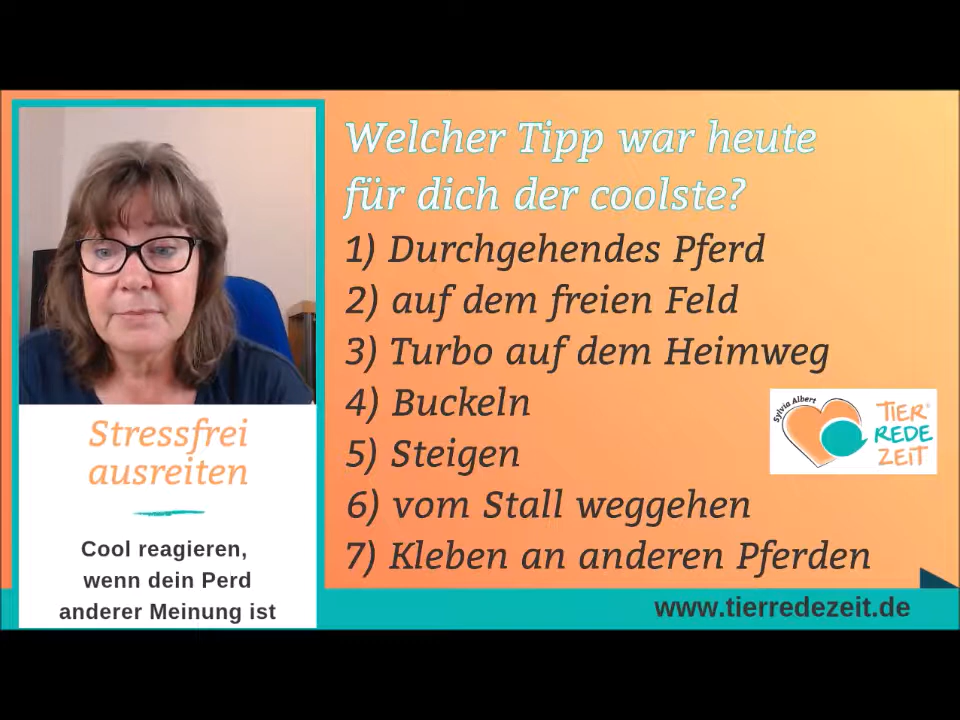 Welcher Tipp war heute
für dich der coolste?
1) Durchgehendes Pferd
2) auf dem freien Feld
3) Turbo auf dem Heimweg
4) Buckeln
5) Steigen
6) vom Stall weggehen
7) Kleben an anderen Pferden
Sylvia Albert
TIER®
REDE
ZEIT
Stressfrei
ausreiten
Cool reagieren,
wenn dein Perd
anderer Meinung ist
www.tierredezeit.de